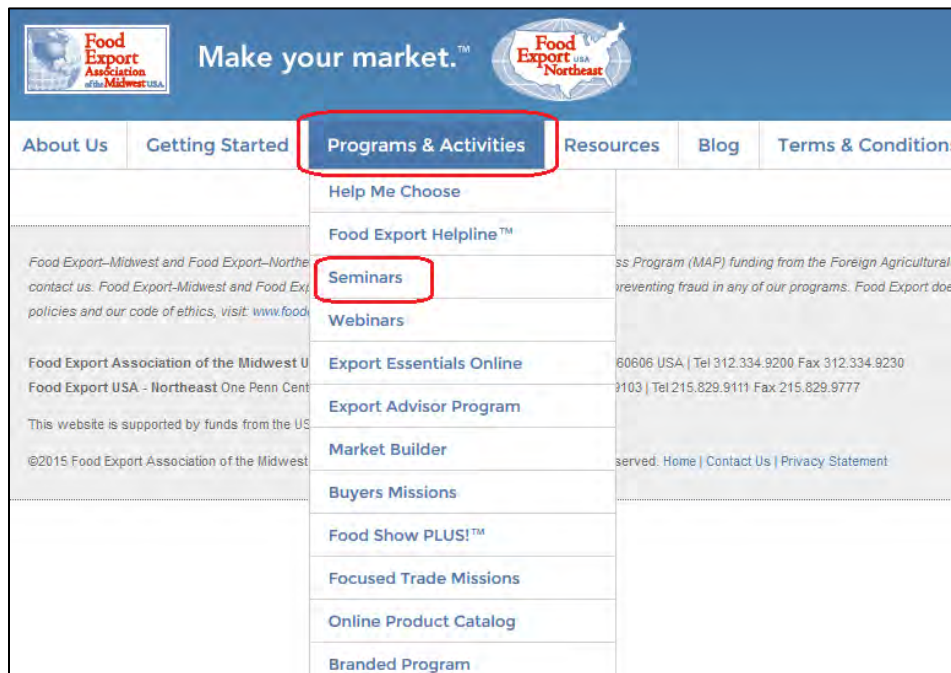 Food
Export
Association
of the Midwest USA
Make your market.™
Food
Export USA
Northeast
About Us
Getting Started
Programs & Activities
Resources
Blog
Terms & Conditions
Help Me Choose
Food Export Helpline™
Seminars
Webinars
Export Essentials Online
Export Advisor Program
Market Builder
Buyers Missions
Food Show PLUS!™
Focused Trade Missions
Online Product Catalog
Branded Program
Food Export–Midwest and Food Export–Northe
ss Program (MAP) funding from the Foreign Agricultural
contact us. Food Export-Midwest and Food Exp
preventing fraud in any of our programs. Food Export doe
policies and our code of ethics, visit: www.food
Food Export Association of the Midwest U
60606 USA | Tel 312.334.9200 Fax 312.334.9230
Food Export USA - Northeast One Penn Cent
9103 | Tel 215.829.9111 Fax 215.829.9777
This website is supported by funds from the US
©2015 Food Export Association of the Midwest
served. Home | Contact Us | Privacy Statement